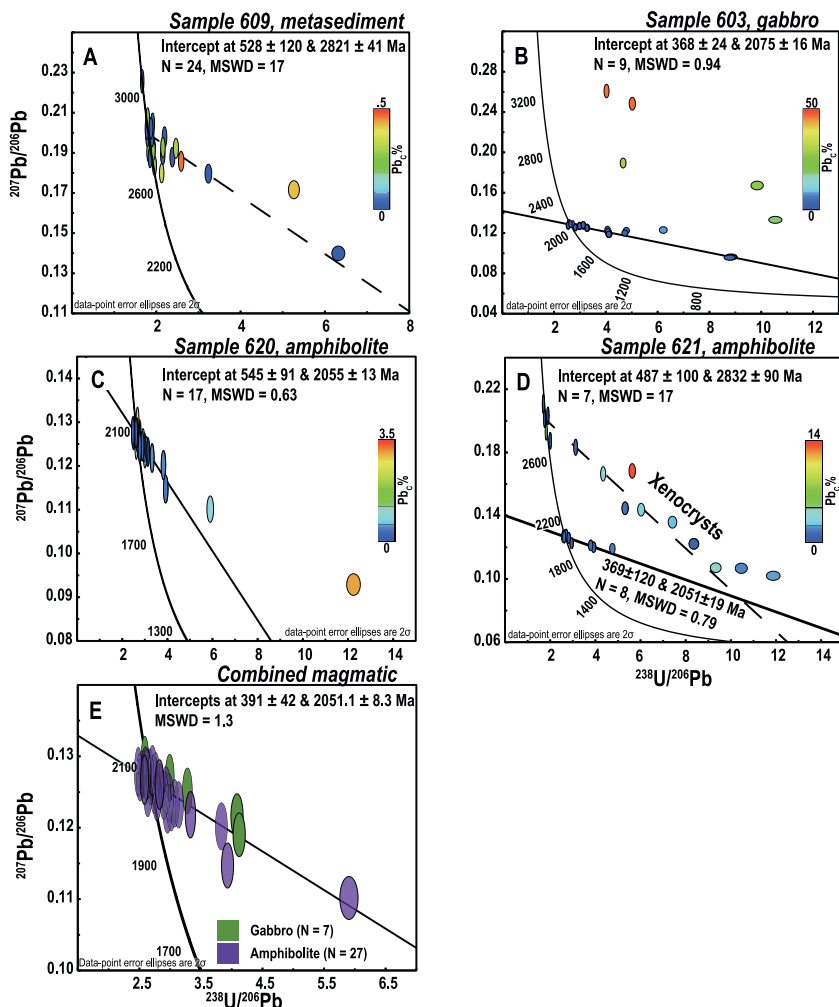 Sample 609, metasediment
A
Intercept at 528 ± 120 & 2821 ± 41 Ma
N = 24, MSWD = 17
0.23
0.21
0.19
0.17
0.15
0.13
0.11
²⁰⁷Pb/²⁰⁶Pb
3000
2600
2200
.5
0
Pbc%
data-point error ellipses are 2σ
2 4 6 8
Sample 603, gabbro
B
Intercept at 368 ± 24 & 2075 ± 16 Ma
N = 9, MSWD = 0.94
0.28
0.24
0.20
0.16
0.12
0.08
0.04
3200
2800
2400
2000
1600
1200
800
50
0
Pbc%
data-point error ellipses are 2σ
2 4 6 8 10 12
Sample 620, amphibolite
C
Intercept at 545 ± 91 & 2055 ± 13 Ma
N = 17, MSWD = 0.63
0.14
0.13
0.12
0.11
0.10
0.09
0.08
²⁰⁷Pb/²⁰⁶Pb
2100
1700
1300
3.5
0
Pbc%
data-point error ellipses are 2σ
0 2 4 6 8 10 12 14
Sample 621, amphibolite
D
Intercept at 487 ± 100 & 2832 ± 90 Ma
N = 7, MSWD = 17
0.22
0.18
0.14
0.10
0.06
2600
2200
1800
1400
Xenocrysts
369±120 & 2051±19 Ma
N = 8, MSWD = 0.79
14
0
Pbc%
data-point error ellipses are 2σ
0 2 4 6 8 10 12 14
²³⁸U/²⁰⁶Pb
Combined magmatic
E
Intercepts at 391 ± 42 & 2051.1 ± 8.3 Ma
MSWD = 1.3
0.13
0.12
0.11
0.10
²⁰⁷Pb/²⁰⁶Pb
2100
1900
1700
Gabbro (N = 7)
Amphibolite (N = 27)
Data-point error ellipses are 2σ
2.5 3.5 4.5 5.5 6.5
²³⁸U/²⁰⁶Pb